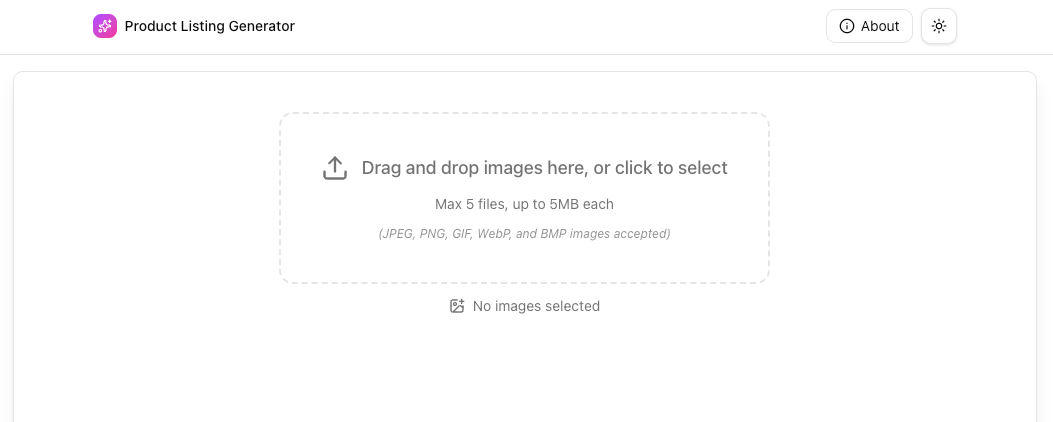 Product Listing Generator
About
Drag and drop images here, or click to select
Max 5 files, up to 5MB each
(JPEG, PNG, GIF, WebP, and BMP images accepted)
No images selected